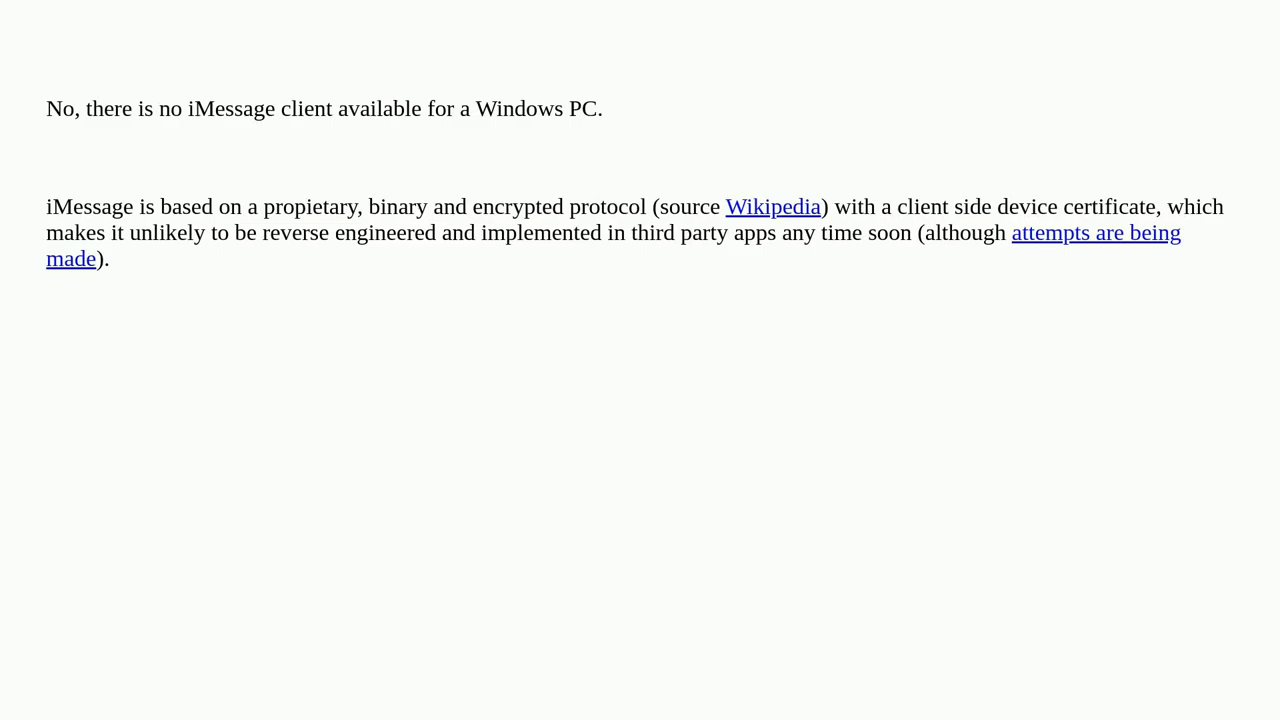 No, there is no iMessage client available for a Windows PC.
iMessage is based on a propietary, binary and encrypted protocol (source Wikipedia) with a client side device certificate, which
makes it unlikely to be reverse engineered and implemented in third party apps any time soon (although attempts are being
made).